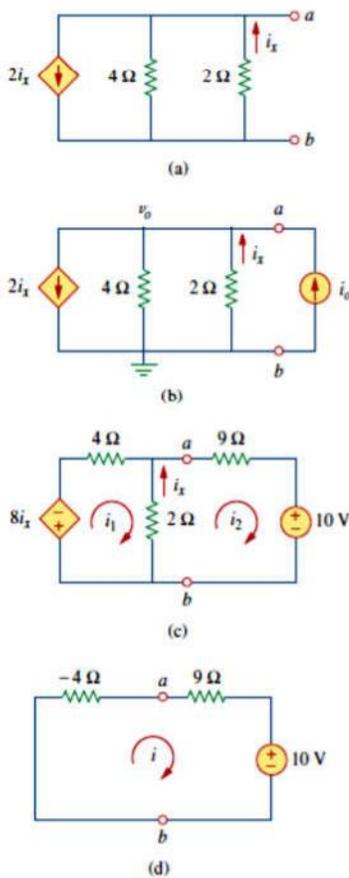 a
i_x
2i_x
4 Ω
2 Ω
b
(a)
v_o
a
i_x
2i_x
4 Ω
2 Ω
i_o
b
(b)
4 Ω
a
9 Ω
i_x
8i_x
i_1
2 Ω
i_2
10 V
b
(c)
−4 Ω
a
9 Ω
i
10 V
b
(d)